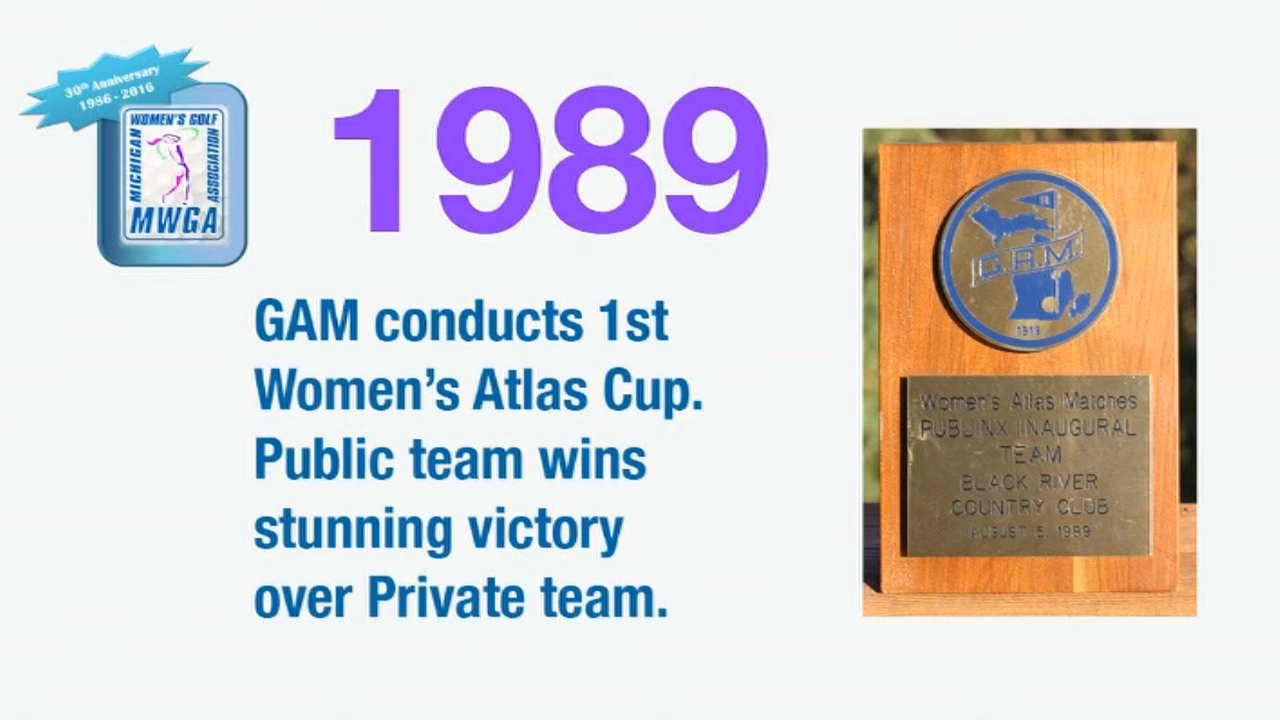 30th Anniversary
1986 - 2016
WOMEN'S GOLF
MICHIGAN
ASSOCIATION
MWGA
1989
GAM conducts 1st
Women's Atlas Cup.
Public team wins
stunning victory
over Private team.
G.A.M.
1919
Women's Atlas Matches
PUBLINX INAUGURAL
TEAM
BLACK RIVER
COUNTRY CLUB
AUGUST 5, 1989